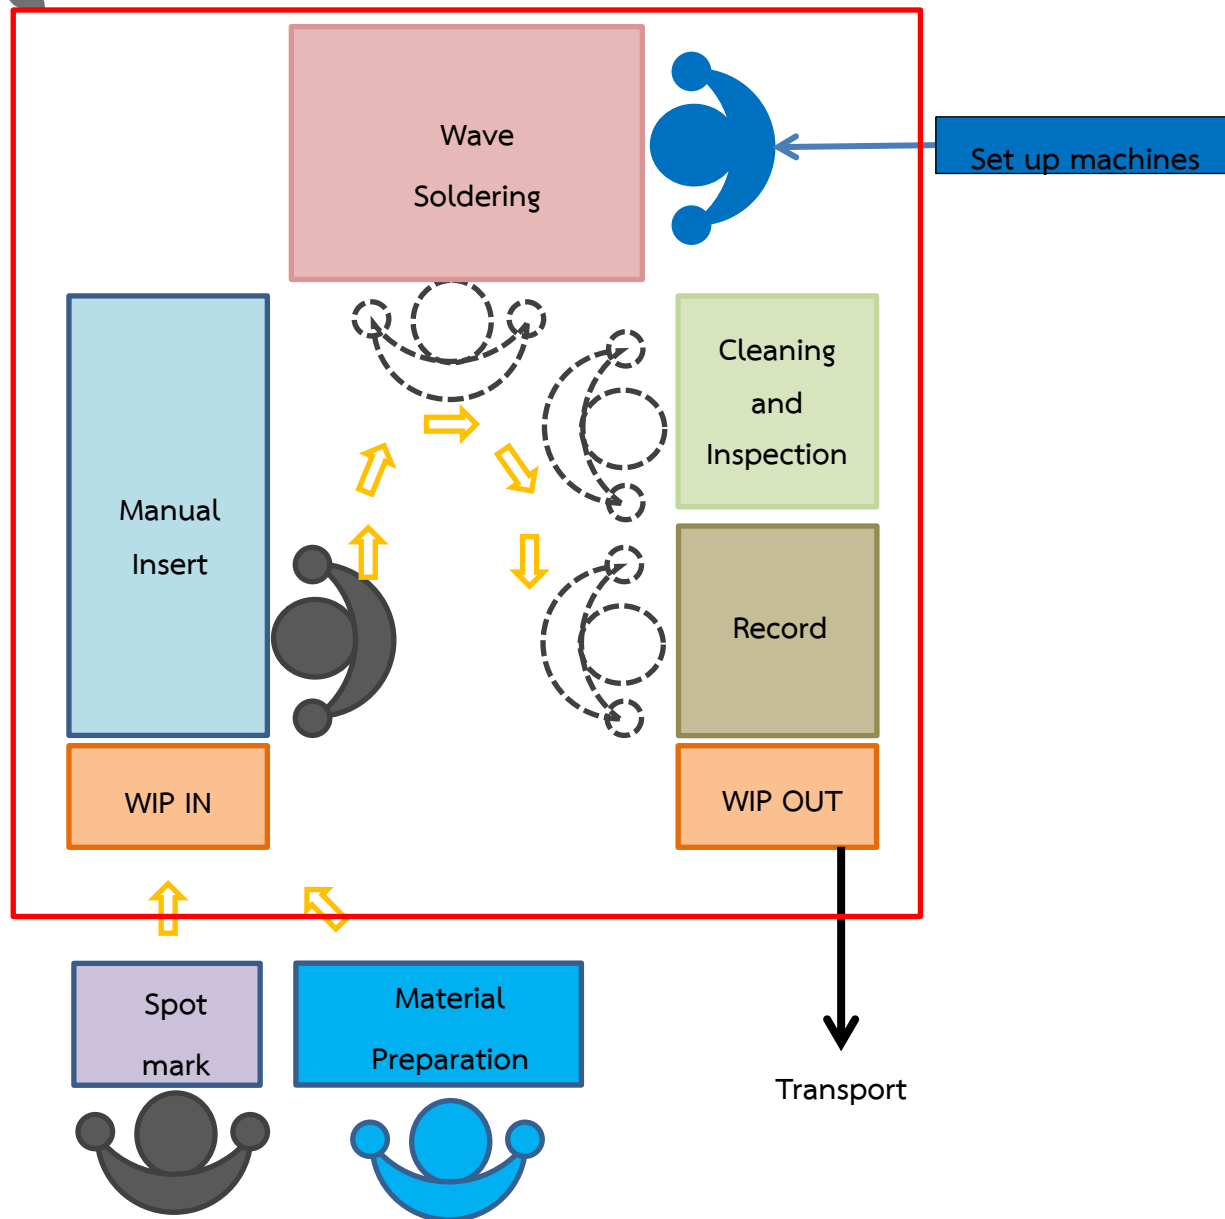 Wave
Soldering
Set up machines
Cleaning
and
Inspection
Manual
Insert
Record
WIP IN
WIP OUT
Spot
mark
Material
Preparation
Transport